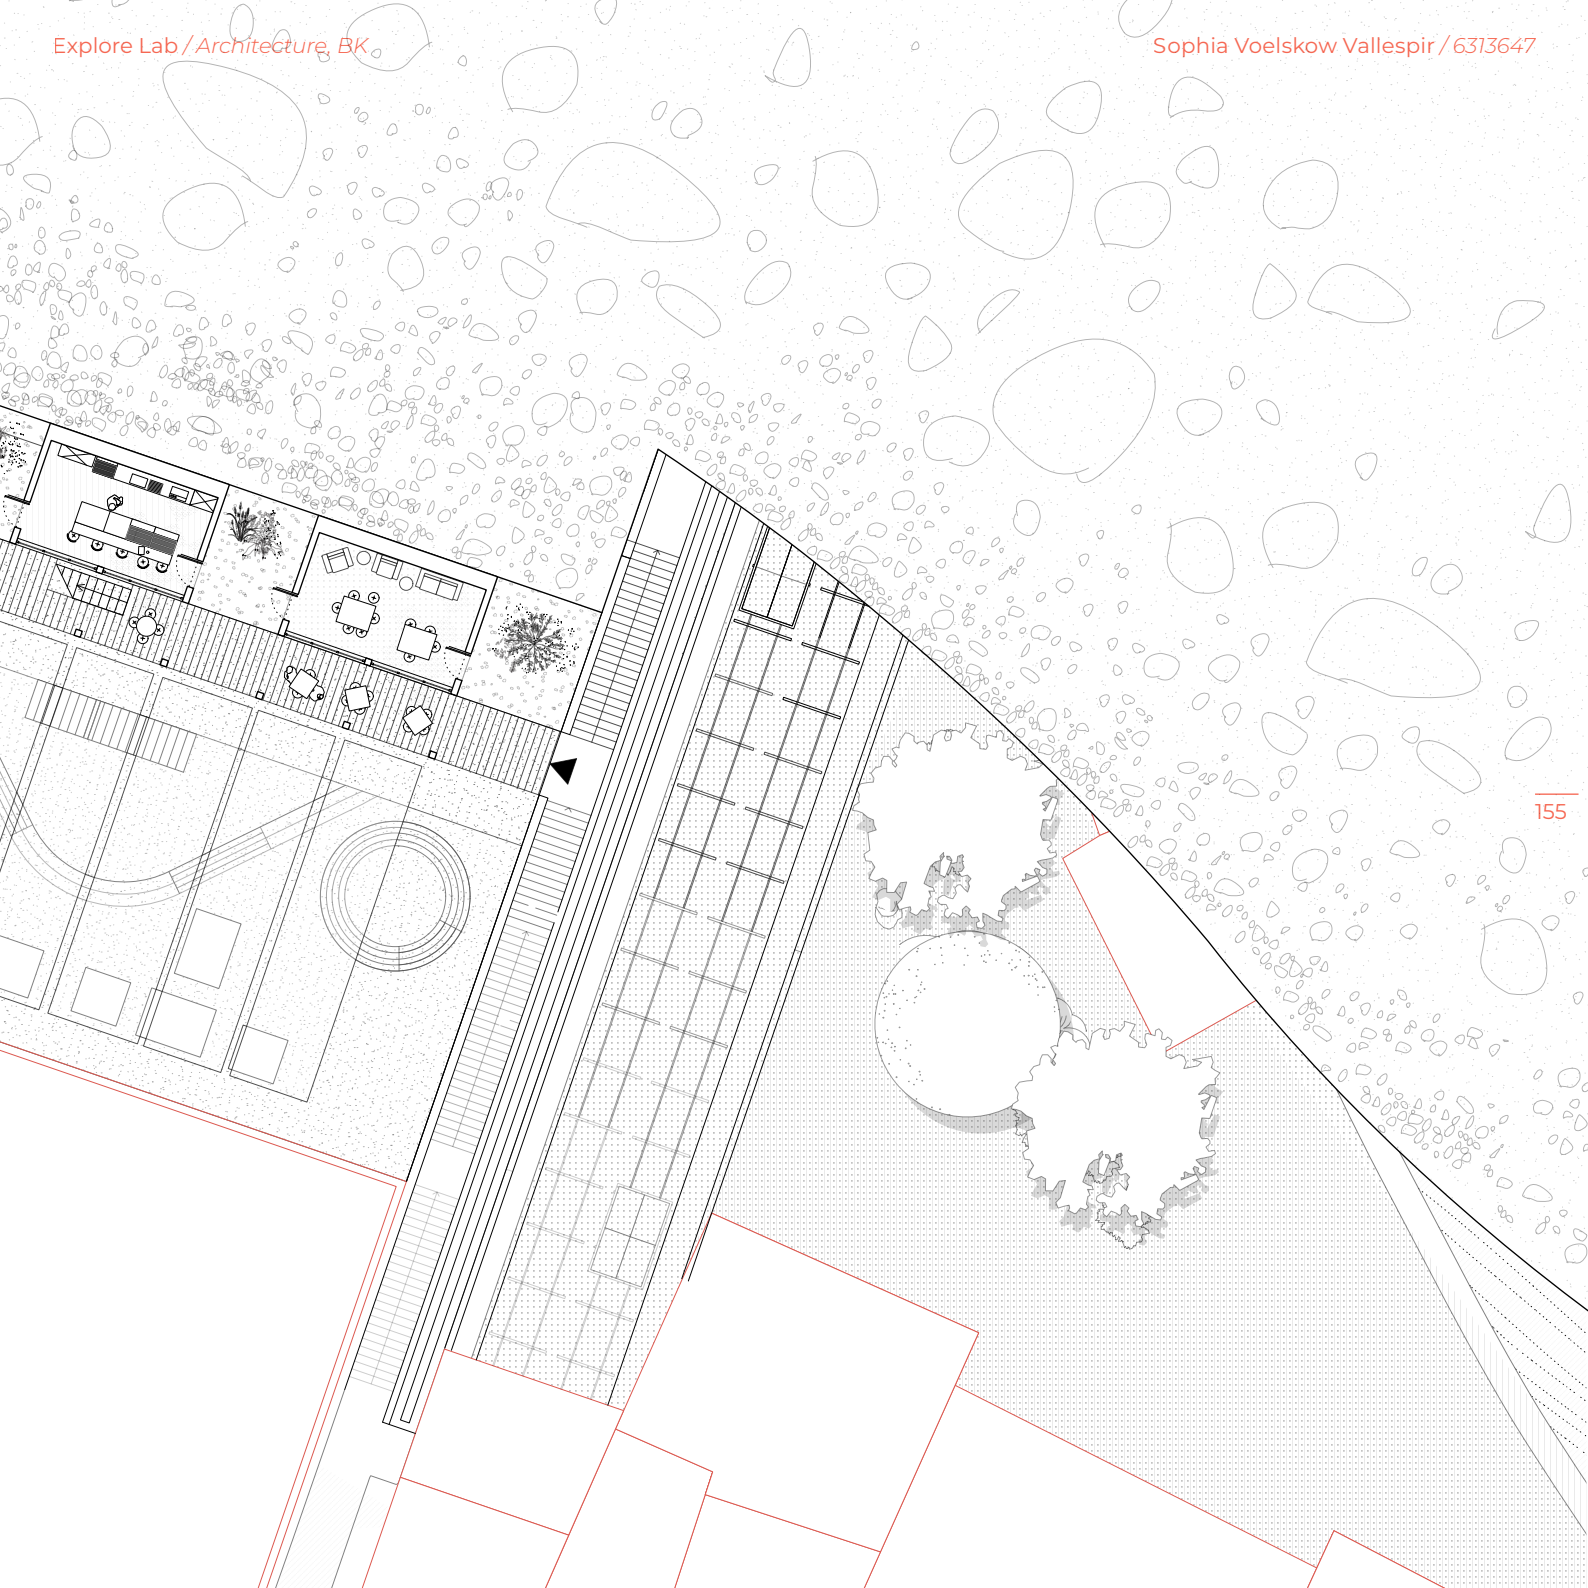 Explore Lab / Architecture, BK
Sophia Voelskow Vallespir / 6313647
155